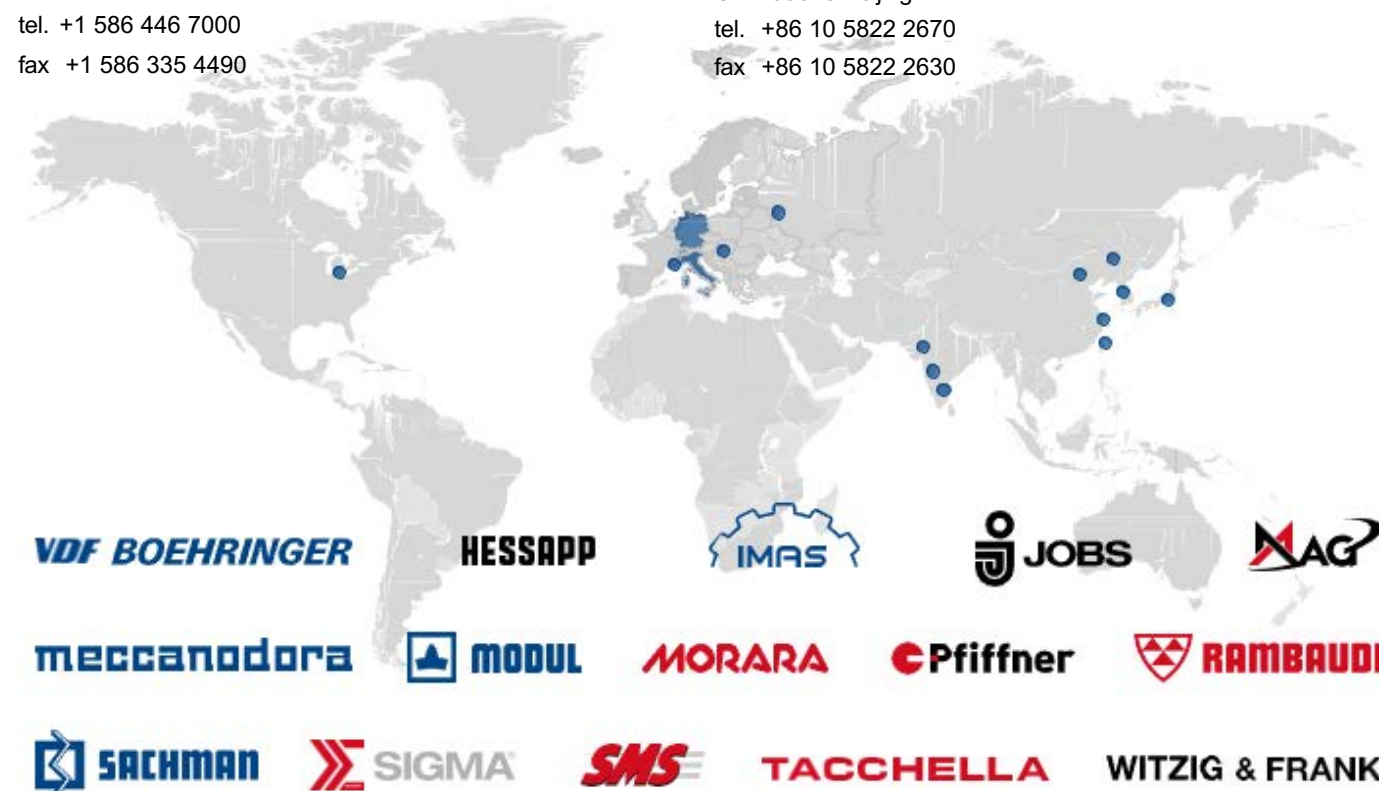 tel. +1 586 446 7000
fax +1 586 335 4490
tel. +86 10 5822 2670
fax +86 10 5822 2630
VDF BOEHRINGER
HESSAPP
IMAS
JOBS
MAG
meccanodora
MODUL
MORARA
Pfiffner
RAMBAUDI
SACHMAN
SIGMA
SMS
TACCHELLA
WITZIG & FRANK